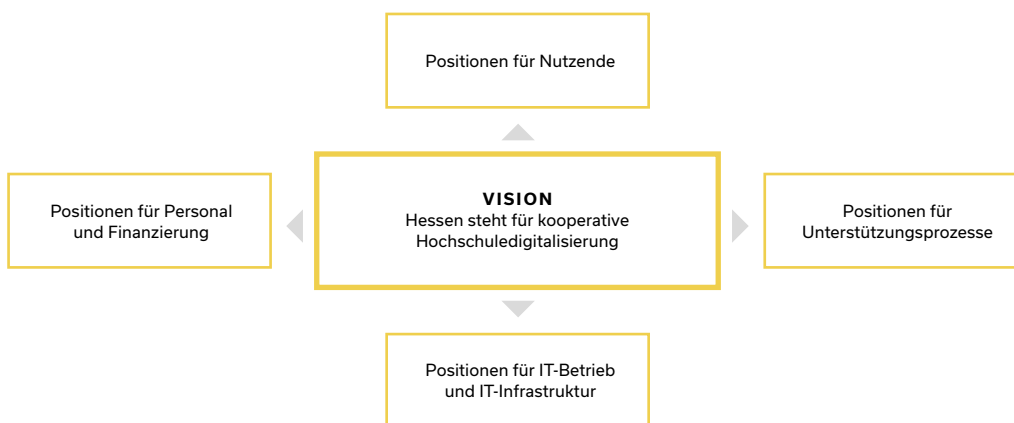 Positionen für Nutzende
Positionen für Personal
und Finanzierung
VISION
Hessen steht für kooperative
Hochschuledigitalisierung
Positionen für
Unterstützungsprozesse
Positionen für IT-Betrieb
und IT-Infrastruktur